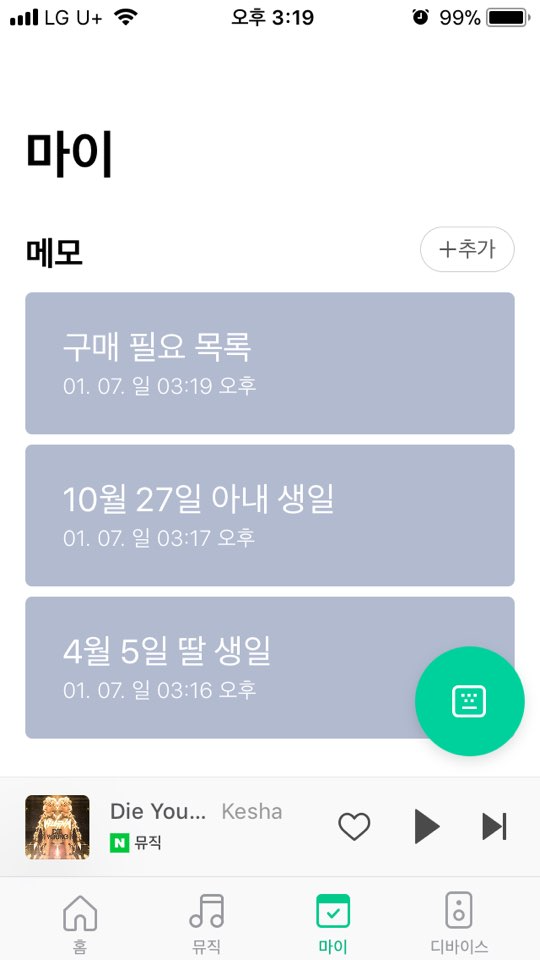 LG U+ 오후 3:19 99%
마이
메모 +추가
구매 필요 목록
01. 07. 일 03:19 오후
10월 27일 아내 생일
01. 07. 일 03:17 오후
4월 5일 딸 생일
01. 07. 일 03:16 오후
Die You... Kesha
N 뮤직
홈 뮤직 마이 디바이스